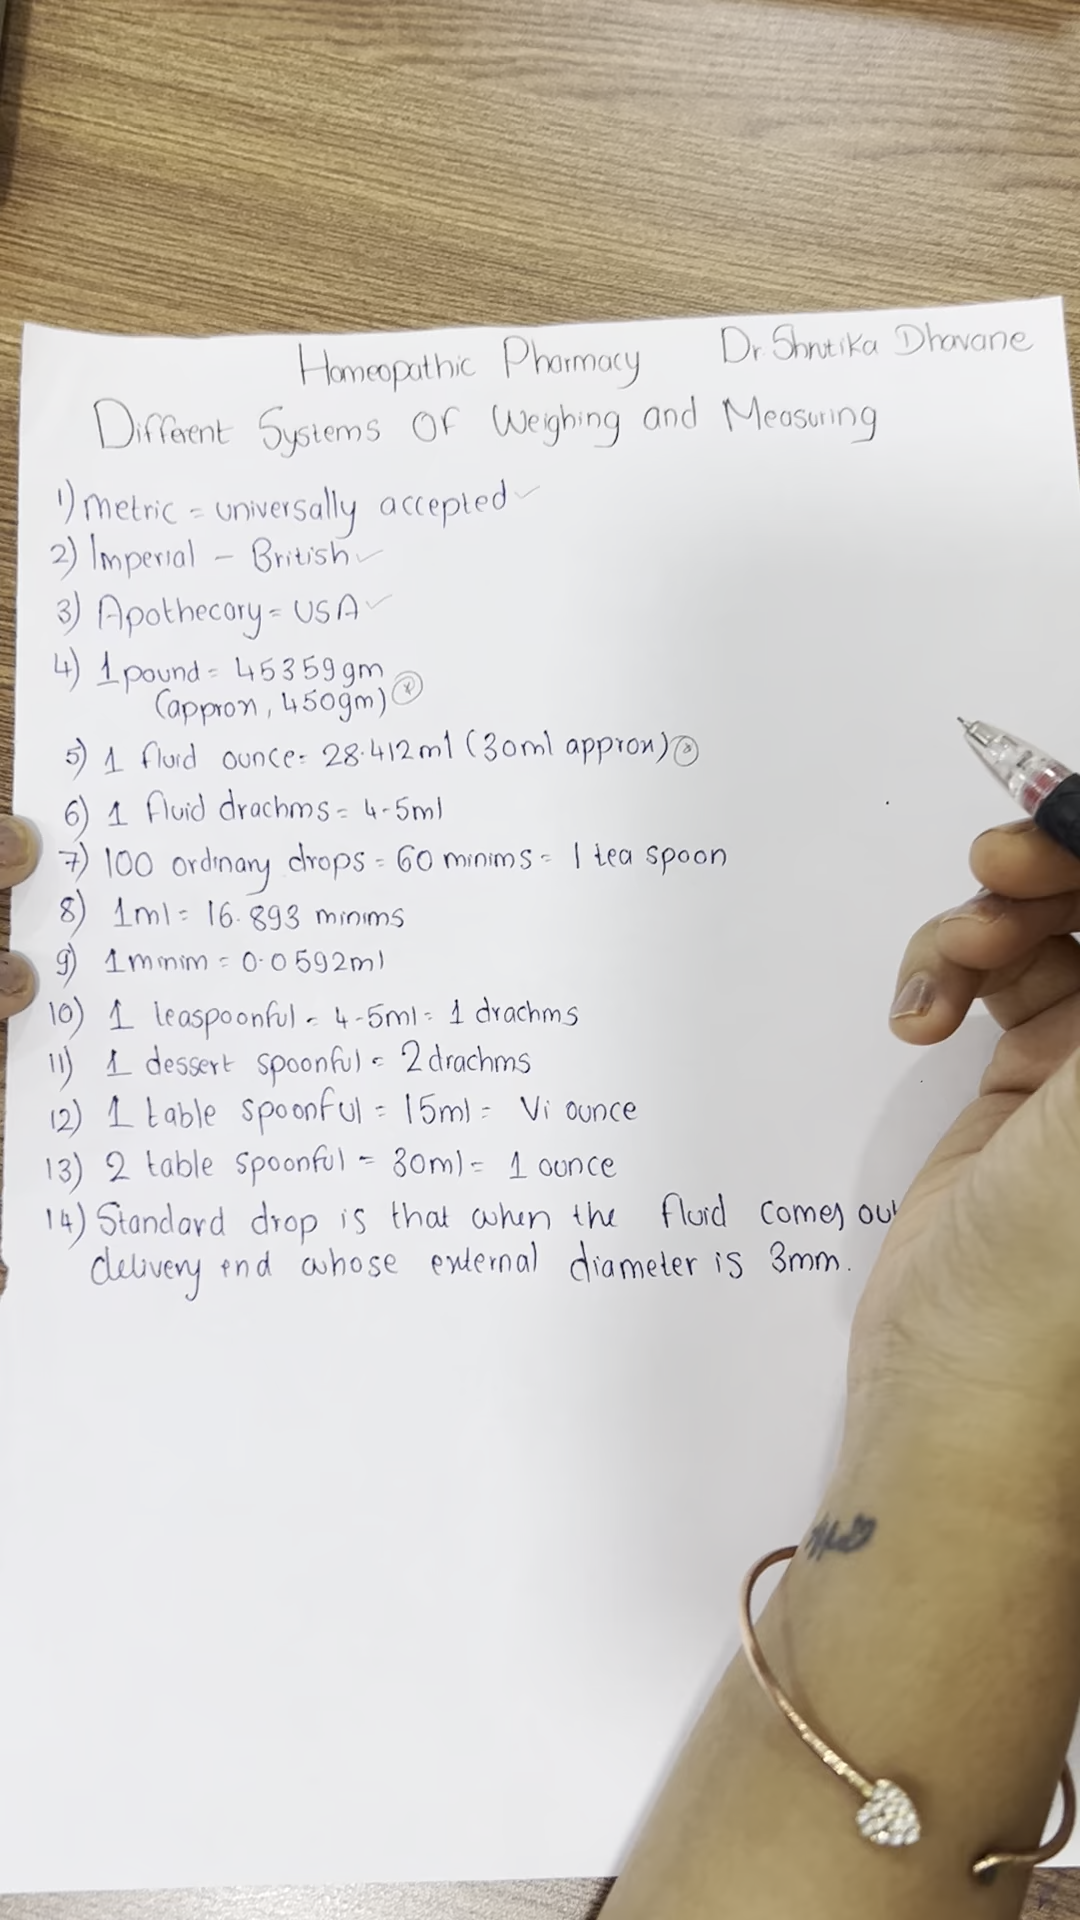 Homeopathic Pharmacy Dr. Shrutika Dhavane
Different Systems Of Weighing and Measuring
1) metric = universally accepted ✓
2) Imperial – British ✓
3) Apothecary = USA ✓
4) 1 pound = 45359gm
(appron, 450gm)
5) 1 fluid ounce = 28.412ml (30ml appron)
6) 1 fluid drachms = 4-5ml
7) 100 ordinary drops = 60 minims = 1 tea spoon
8) 1ml = 16.893 minims
9) 1minim = 0.0592ml
10) 1 teaspoonful = 4-5ml = 1 drachms
11) 1 dessert spoonful = 2 drachms
12) 1 table spoonful = 15ml = Vi ounce
13) 2 table spoonful = 30ml = 1 ounce
14) Standard drop is that when the fluid comes out
delivery end whose external diameter is 3mm.